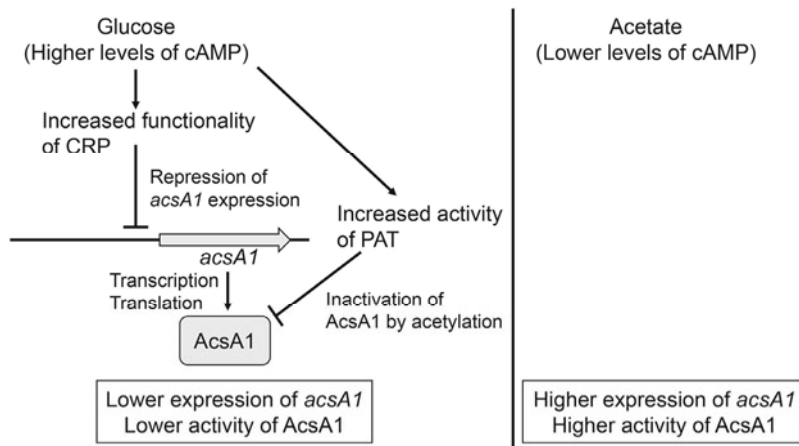 Glucose
(Higher levels of cAMP)
Increased functionality
of CRP
Repression of
acsA1 expression
acsA1
Increased activity
of PAT
Transcription
Translation
Inactivation of
AcsA1 by acetylation
AcsA1
Lower expression of acsA1
Lower activity of AcsA1
Acetate
(Lower levels of cAMP)
Higher expression of acsA1
Higher activity of AcsA1